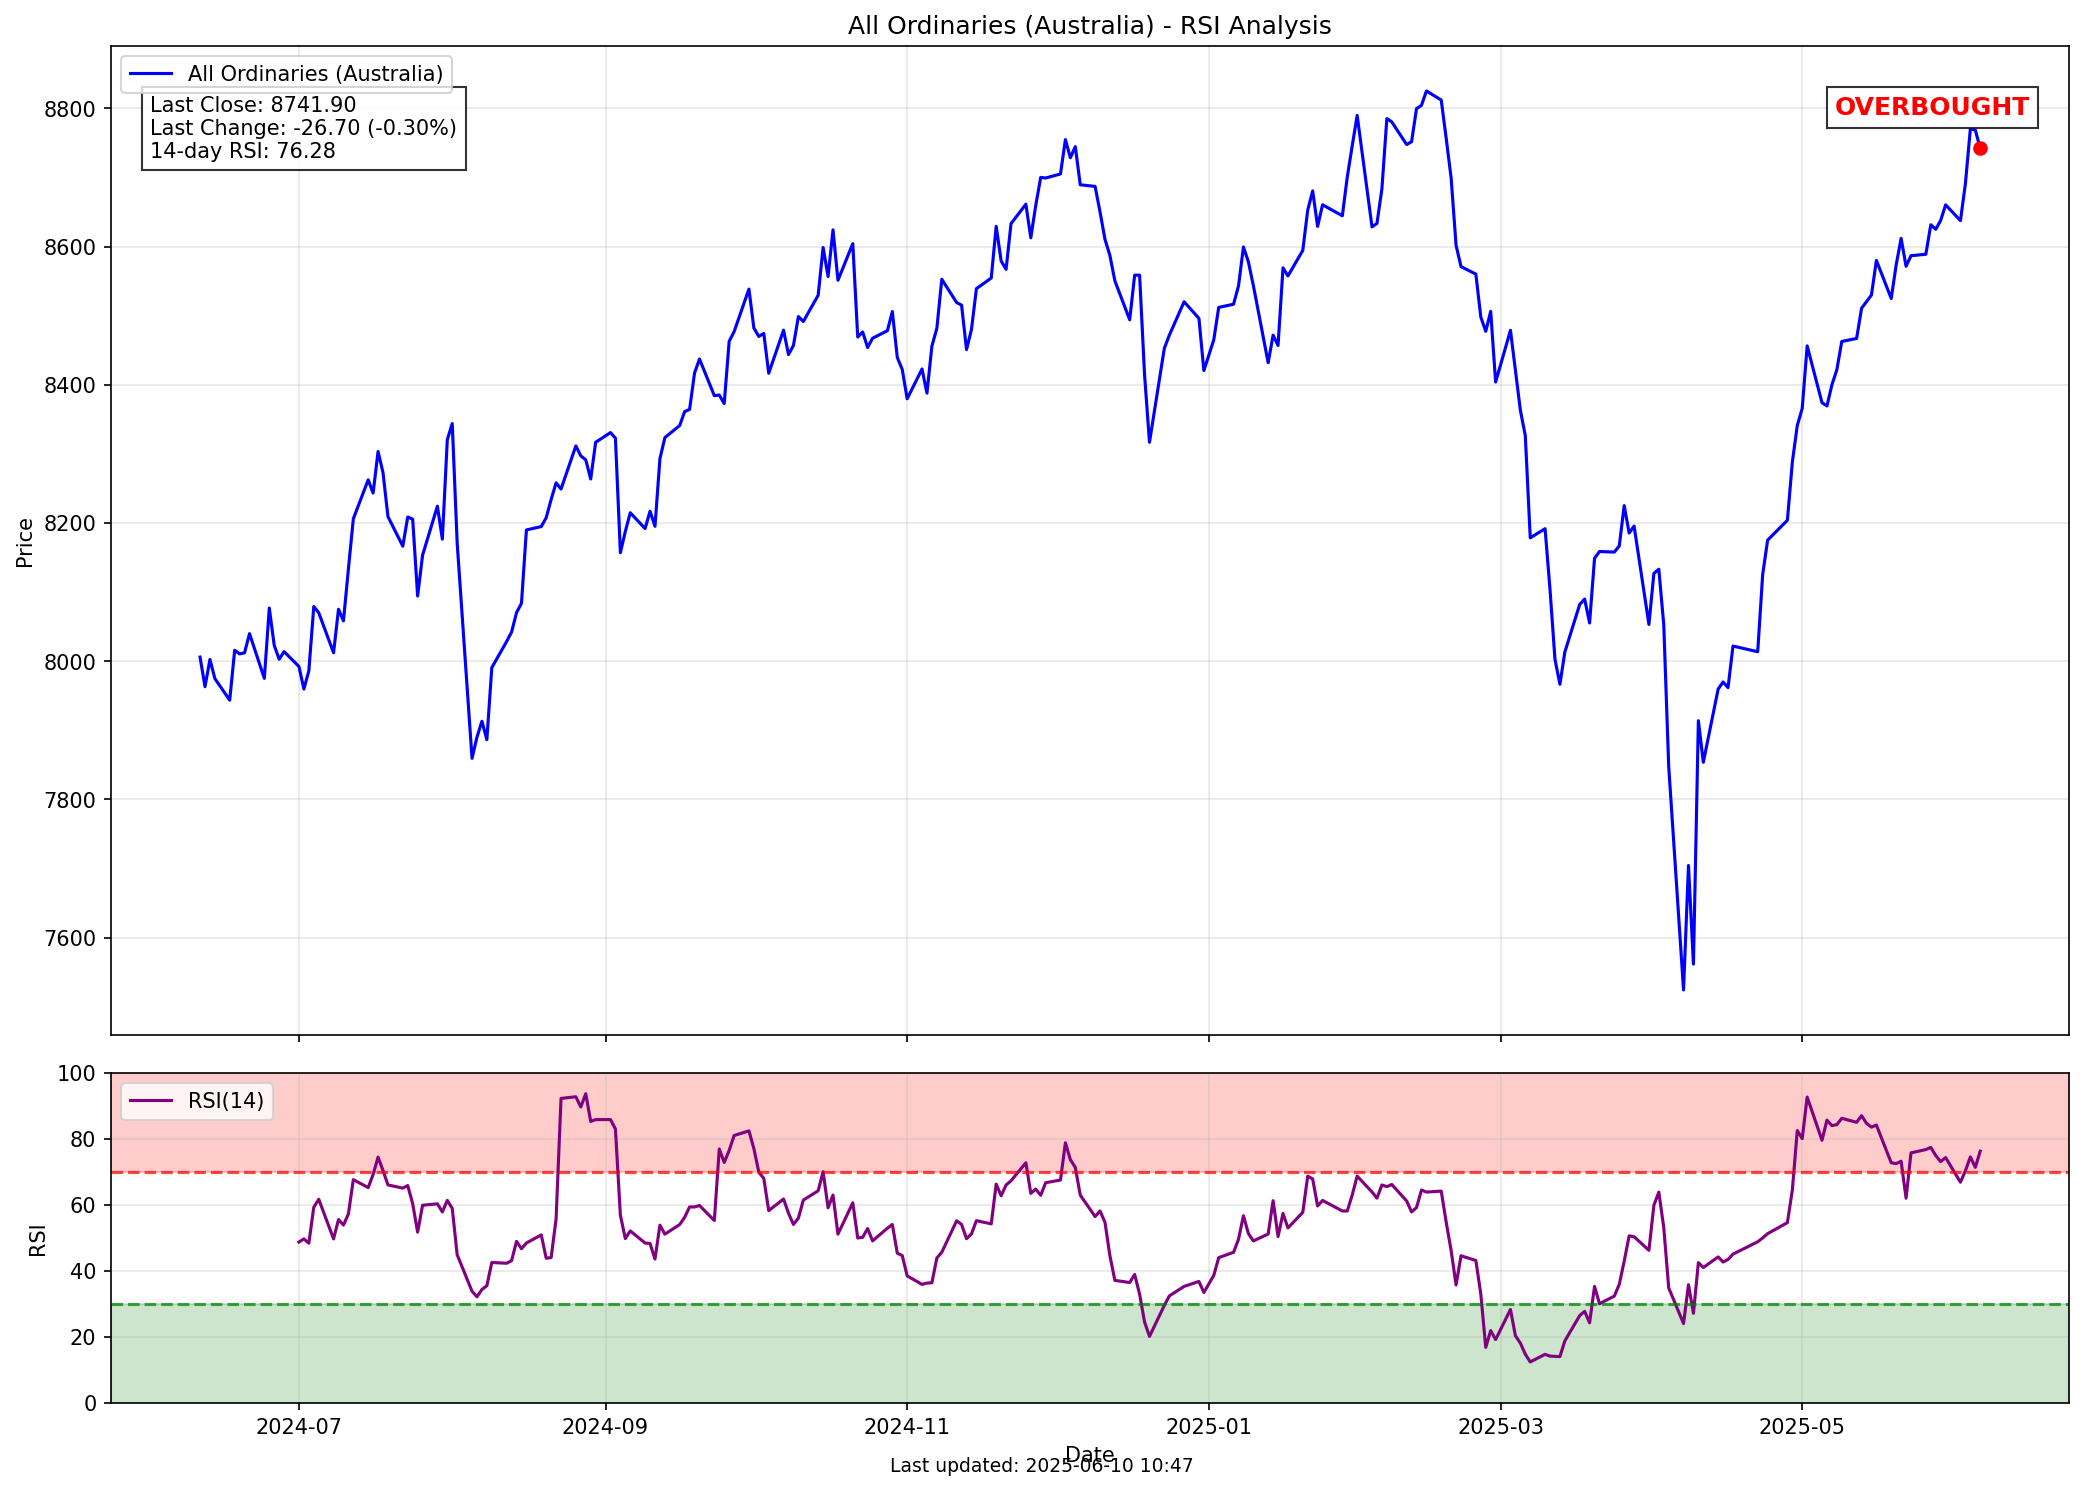 All Ordinaries (Australia) - RSI Analysis
All Ordinaries (Australia)
Last Close: 8741.90
Last Change: -26.70 (-0.30%)
14-day RSI: 76.28
OVERBOUGHT
Price
8800
8600
8400
8200
8000
7800
7600
RSI(14)
RSI
100
80
60
40
20
0
2024-07
2024-09
2024-11
2025-01
2025-03
2025-05
Date
Last updated: 2025-06-10 10:47